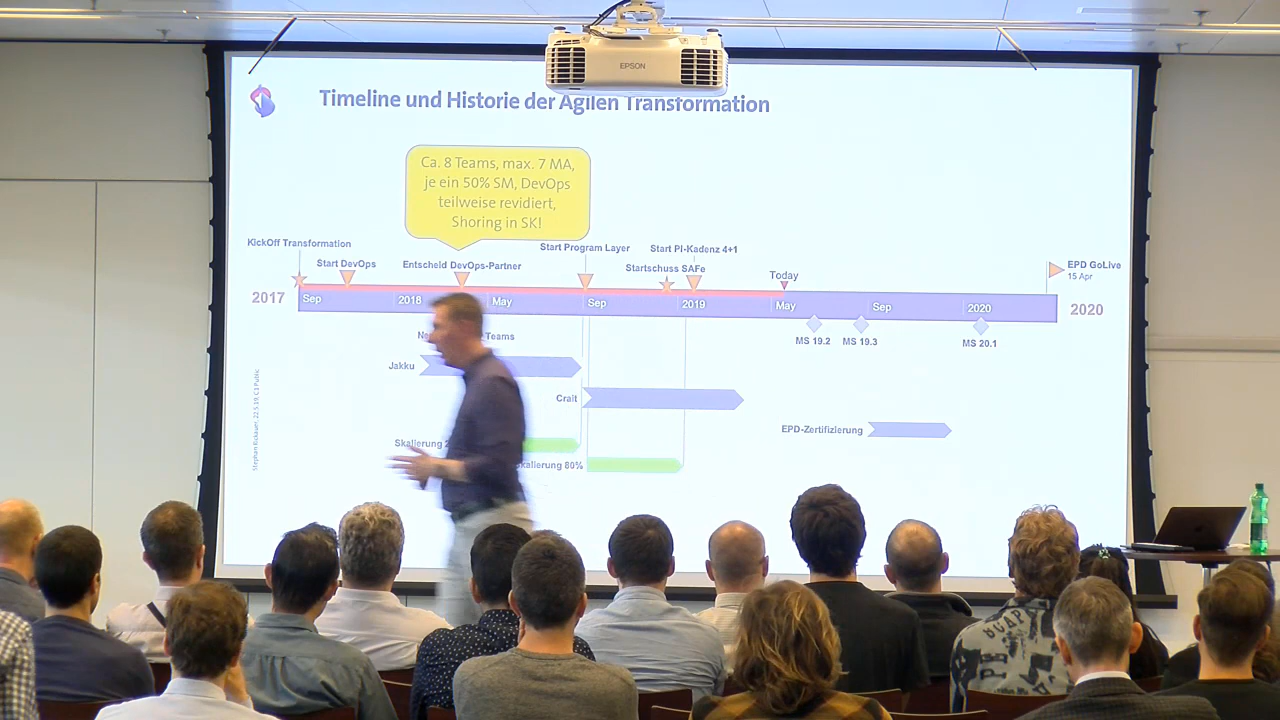 EPSON
Timeline und Historie der Agilen Transformation
Ca. 8 Teams, max. 7 MA,
je ein 50% SM, DevOps
teilweise revidiert,
Shoring in SK!
KickOff Transformation
Start Program Layer
Start PI-Kadenz 4+1
Start DevOps
Entscheid DevOps-Partner
Startschuss SAFe
Today
EPD GoLive
15 Apr
2017
Sep
2018
May
Sep
2019
May
Sep
2020
2020
Teams
MS 19.2
MS 19.3
MS 20.1
Jakku
Crait
EPD-Zertifizierung
Skalierung
Skalierung 80%